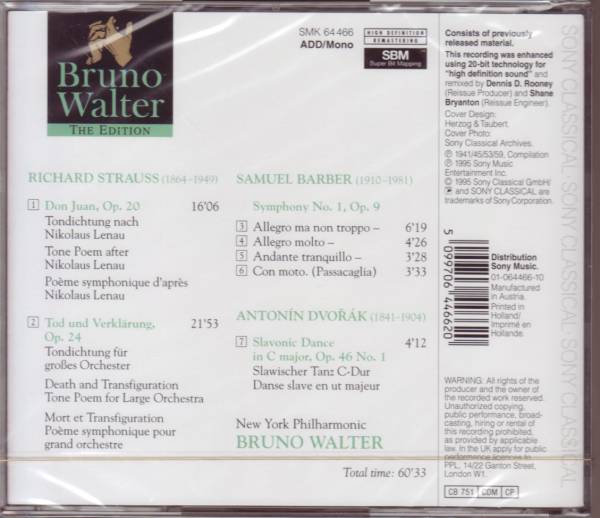 Bruno
Walter
THE EDITION
SMK 64466
ADD/Mono
HIGH DEFINITION
REMASTERING
SBM
Super Bit Mapping
RICHARD STRAUSS (1864–1949)
1 Don Juan, Op. 20 16'06
Tondichtung nach
Nikolaus Lenau
Tone Poem after
Nikolaus Lenau
Poème symphonique d'après
Nikolaus Lenau
2 Tod und Verklärung, 21'53
Op. 24
Tondichtung für
großes Orchester
Death and Transfiguration
Tone Poem for Large Orchestra
Mort et Transfiguration
Poème symphonique pour
grand orchestre
SAMUEL BARBER (1910–1981)
Symphony No. 1, Op. 9
3 Allegro ma non troppo – 6'19
4 Allegro molto – 4'26
5 Andante tranquillo – 3'28
6 Con moto. (Passacaglia) 3'33
ANTONÍN DVOŘÁK (1841–1904)
7 Slavonic Dance 4'12
in C major, Op. 46 No. 1
Slawischer Tanz C-Dur
Danse slave en ut majeur
New York Philharmonic
BRUNO WALTER
Total time: 60'33
Consists of previously
released material.
This recording was enhanced
using 20-bit technology for
"high definition sound" and
remixed by Dennis D. Rooney
(Reissue Producer) and Shane
Bryanton (Reissue Engineer).
Cover Design:
Herzog & Taubert.
Cover Photo:
Sony Classical Archives.
℗ 1941/45/53/59, Compilation
℗ 1995 Sony Music
Entertainment Inc.
© 1995 Sony Classical GmbH/
and SONY CLASSICAL are
trademarks of Sony Corporation.
5 099706 446620
Distribution
Sony Music.
01-064466-10
Manufactured
in Austria.
Printed in
Holland/
Imprimé en
Hollande.
WARNING: All rights of the
producer and the owner of
the recorded work reserved.
Unauthorized copying,
public performance, broad-
casting, hiring or rental of
this recording prohibited,
as provided by applicable
law. In the UK apply for public
performance licences to
PPL, 14/22 Ganton Street,
London W1.
CB 751 CDM CP
SONY CLASSICAL SONY CLASSICAL SONY CLASSICAL